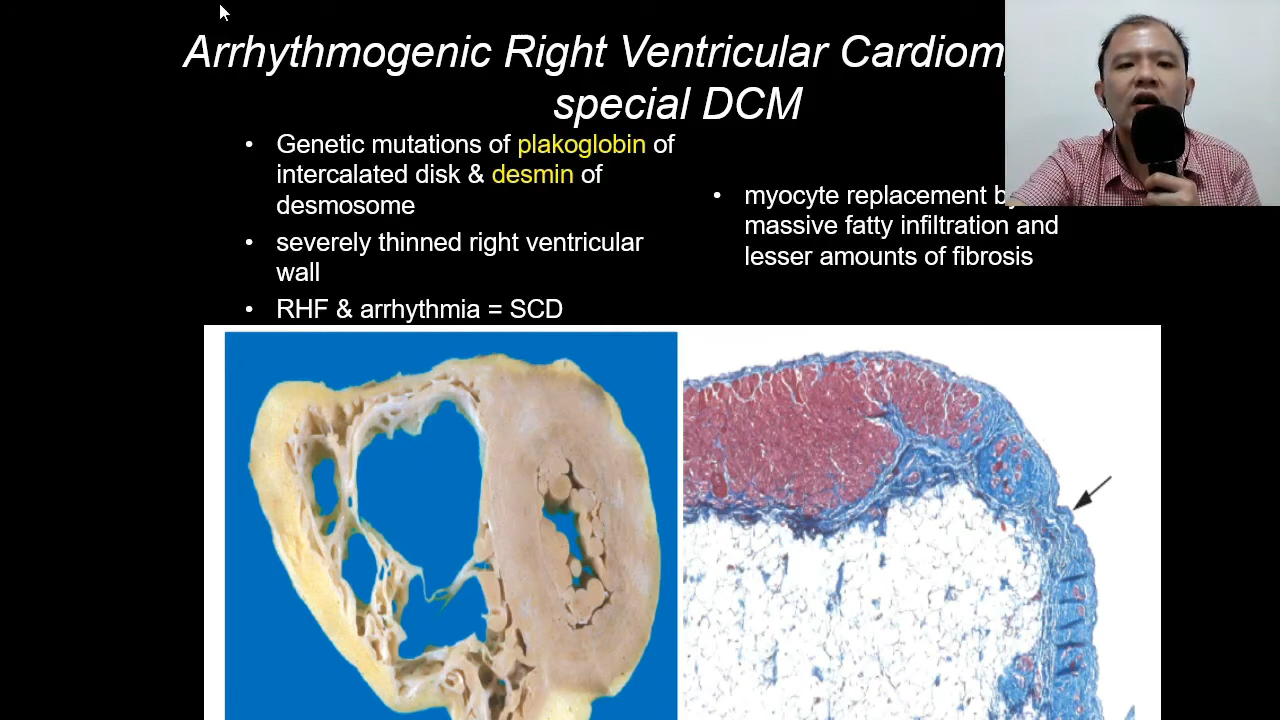 Arrhythmogenic Right Ventricular
special DCM
• Genetic mutations of plakoglobin of
intercalated disk & desmin of
desmosome
• severely thinned right ventricular
wall
• RHF & arrhythmia = SCD
• myocyte replacement
massive fatty infiltration and
lesser amounts of fibrosis